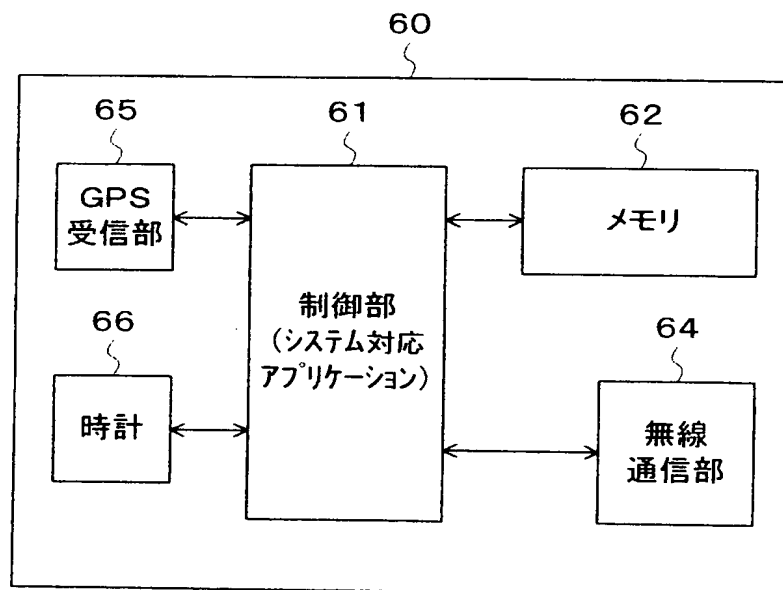 60
65
61
62
GPS
受信部
メモリ
制御部
(システム対応
アプリケーション)
66
64
時計
無線
通信部